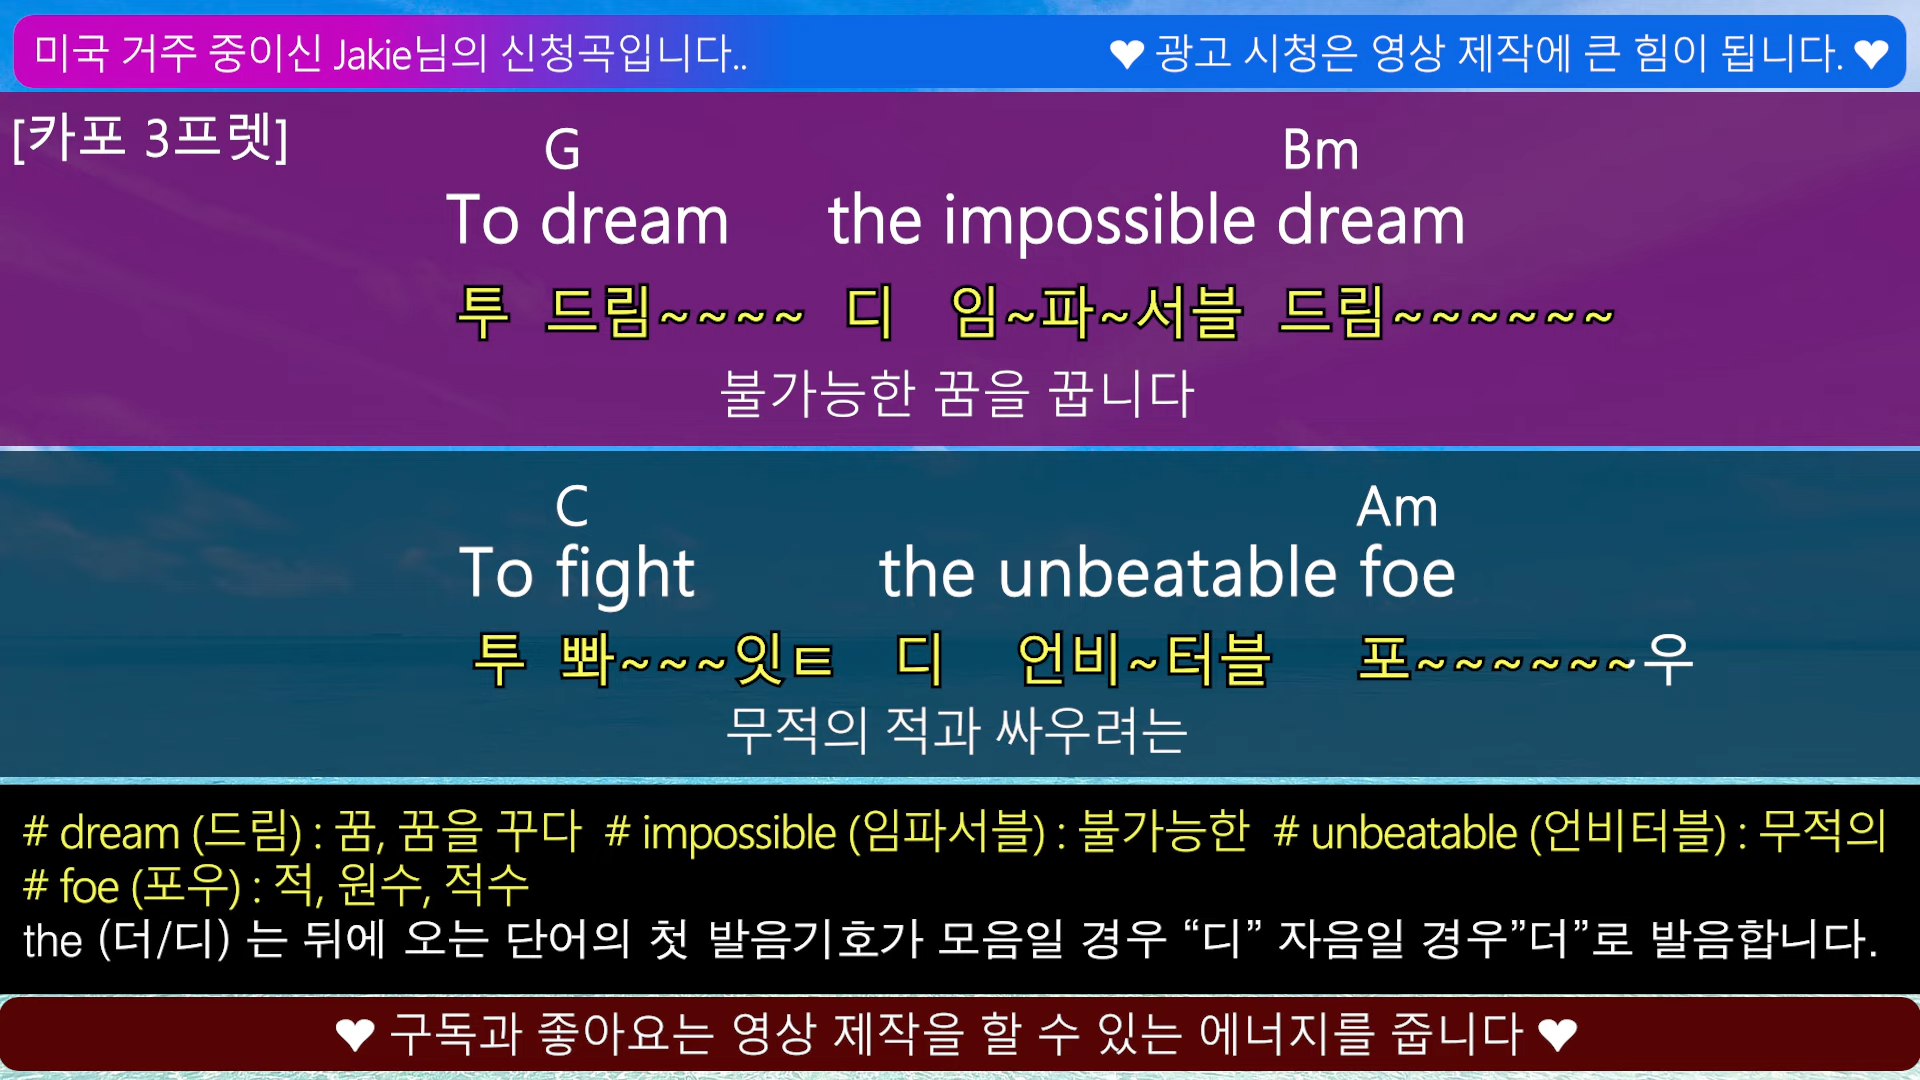 미국 거주 중이신 Jakie님의 신청곡입니다..
♥ 광고 시청은 영상 제작에 큰 힘이 됩니다. ♥
[카포 3프렛]
G Bm
To dream the impossible dream
투 드림~~~~ 디 임~파~서블 드림~~~~~~
불가능한 꿈을 꿉니다
C Am
To fight the unbeatable foe
투 뽜~~~잇ㅌ 디 언비~터블 포~~~~~~우
무적의 적과 싸우려는
# dream (드림) : 꿈, 꿈을 꾸다 # impossible (임파서블) : 불가능한 # unbeatable (언비터블) : 무적의
# foe (포우) : 적, 원수, 적수
the (더/디) 는 뒤에 오는 단어의 첫 발음기호가 모음일 경우 “디” 자음일 경우”더”로 발음합니다.
♥ 구독과 좋아요는 영상 제작을 할 수 있는 에너지를 줍니다 ♥